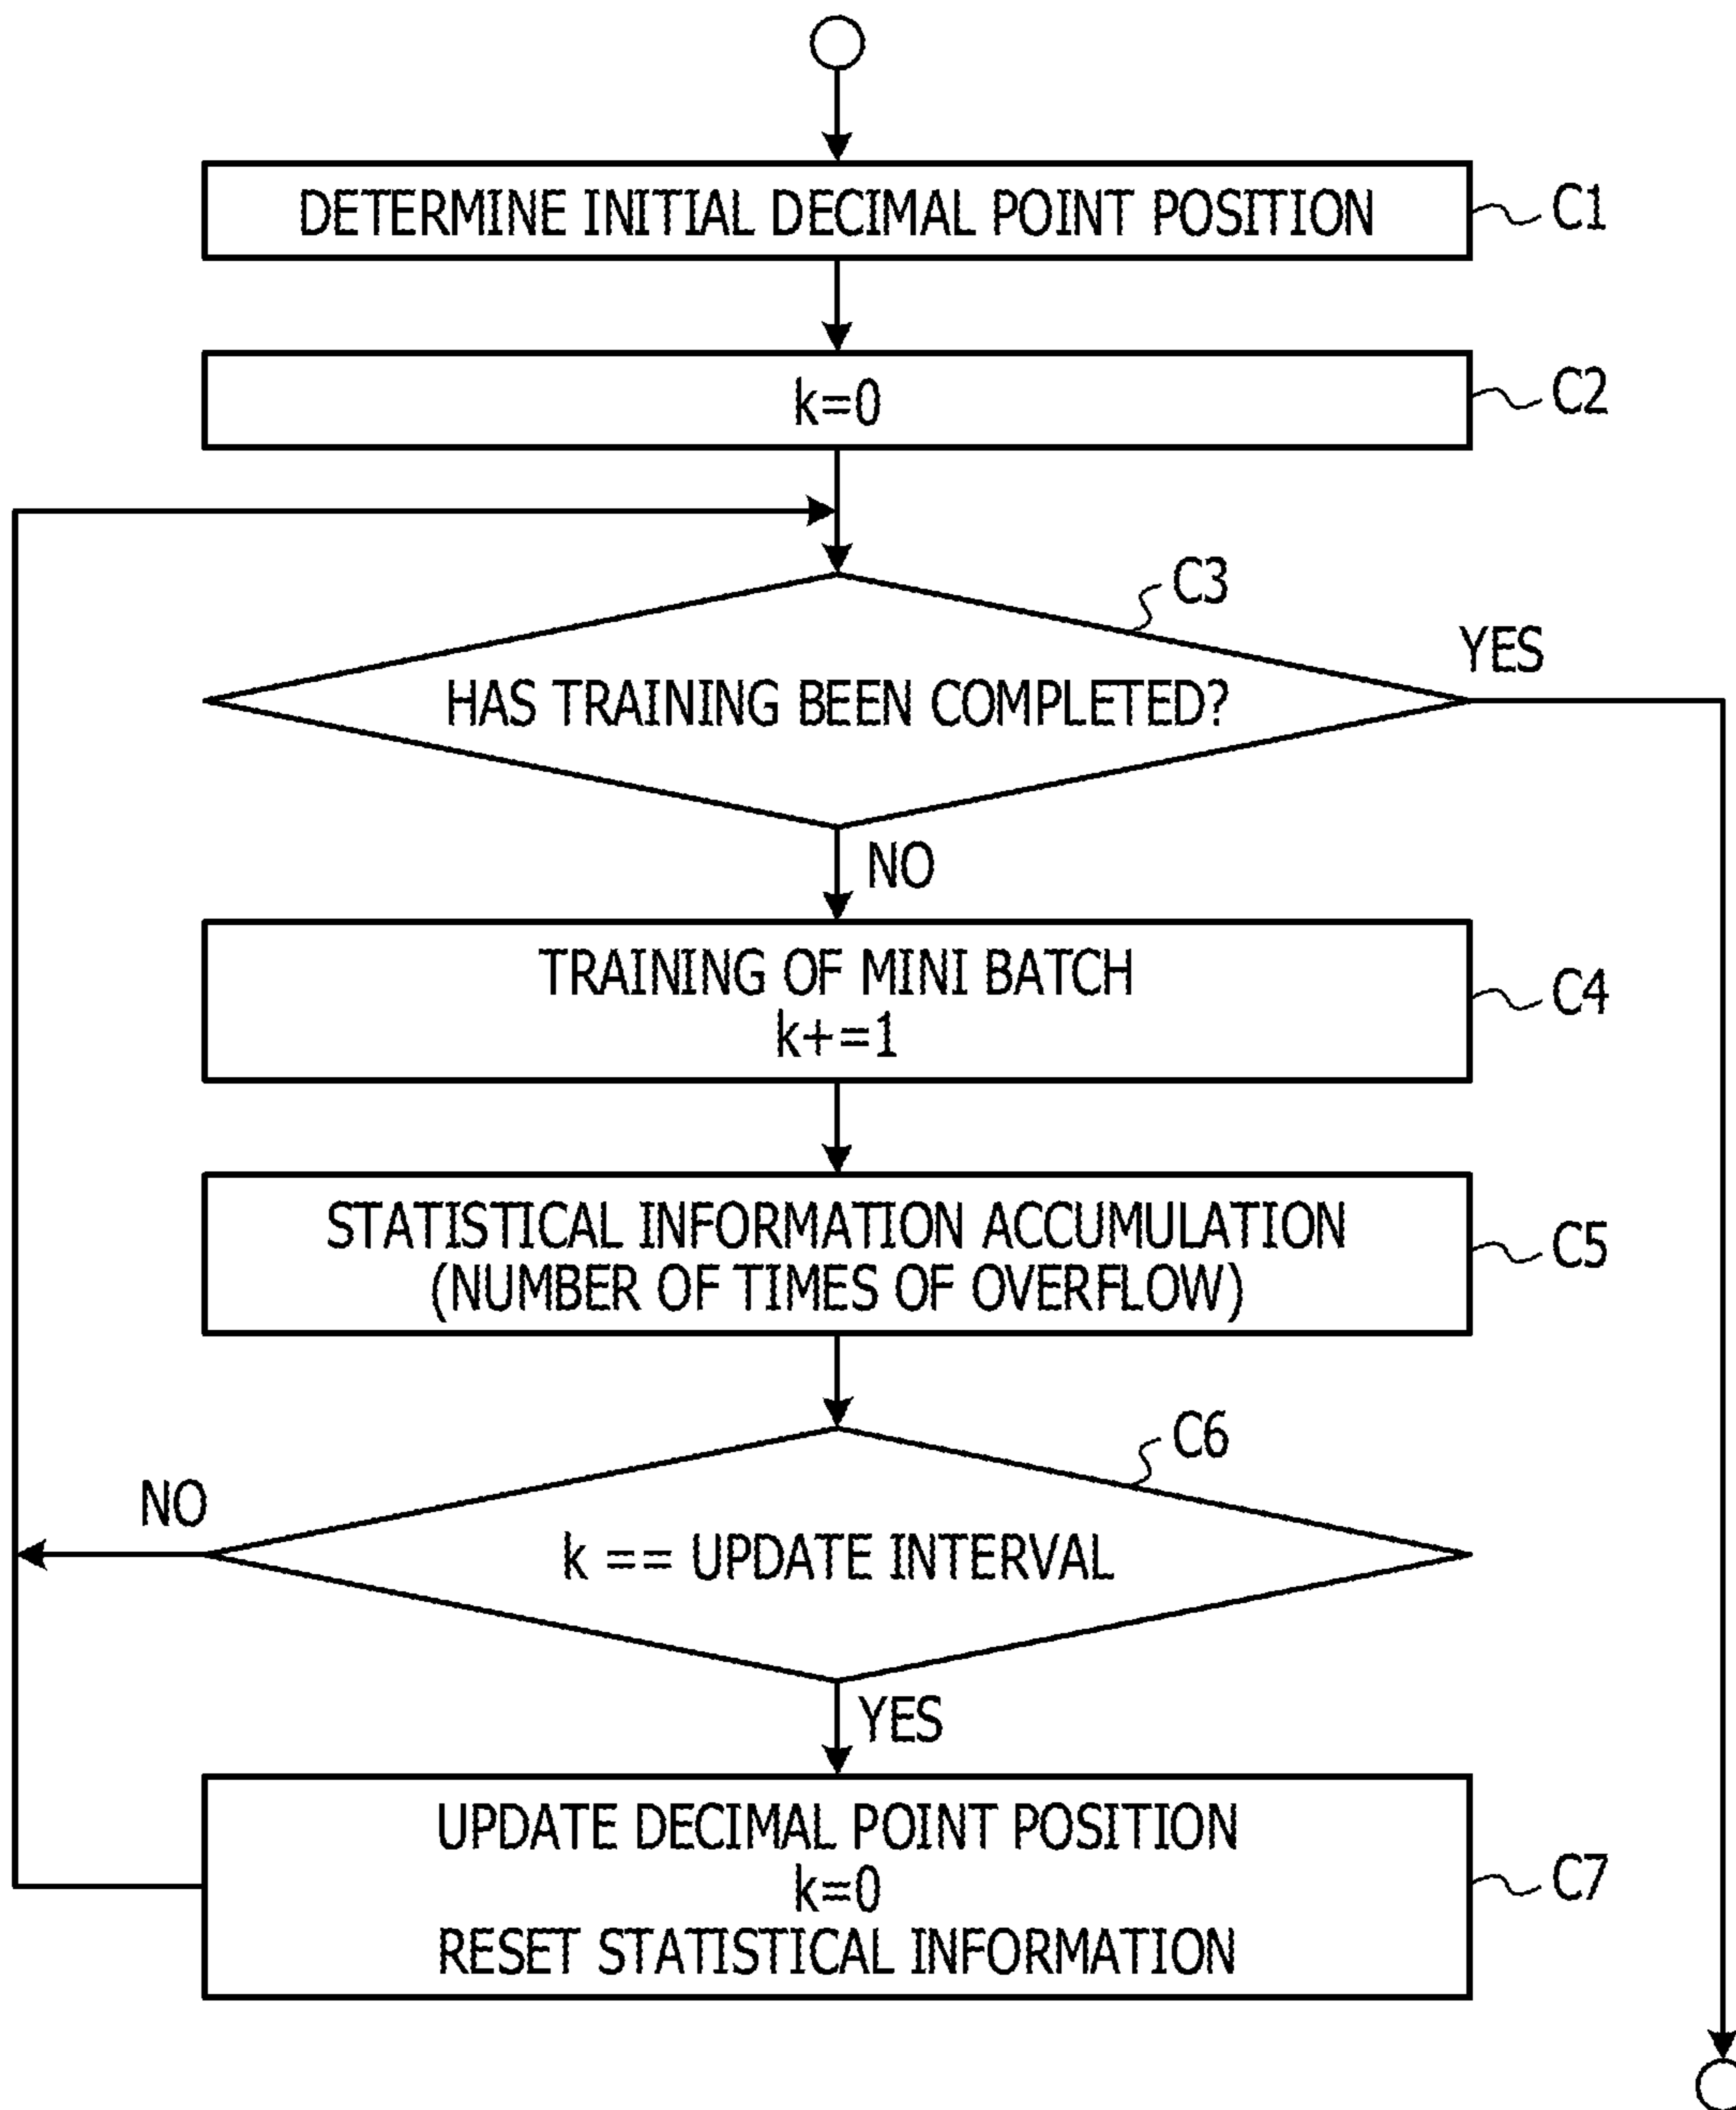 DETERMINE INITIAL DECIMAL POINT POSITION
C1
k=0
C2
C3
YES
HAS TRAINING BEEN COMPLETED?
NO
TRAINING OF MINI BATCH
k+=1
C4
STATISTICAL INFORMATION ACCUMULATION
(NUMBER OF TIMES OF OVERFLOW)
C5
C6
NO
k == UPDATE INTERVAL
YES
UPDATE DECIMAL POINT POSITION
k=0
RESET STATISTICAL INFORMATION
C7